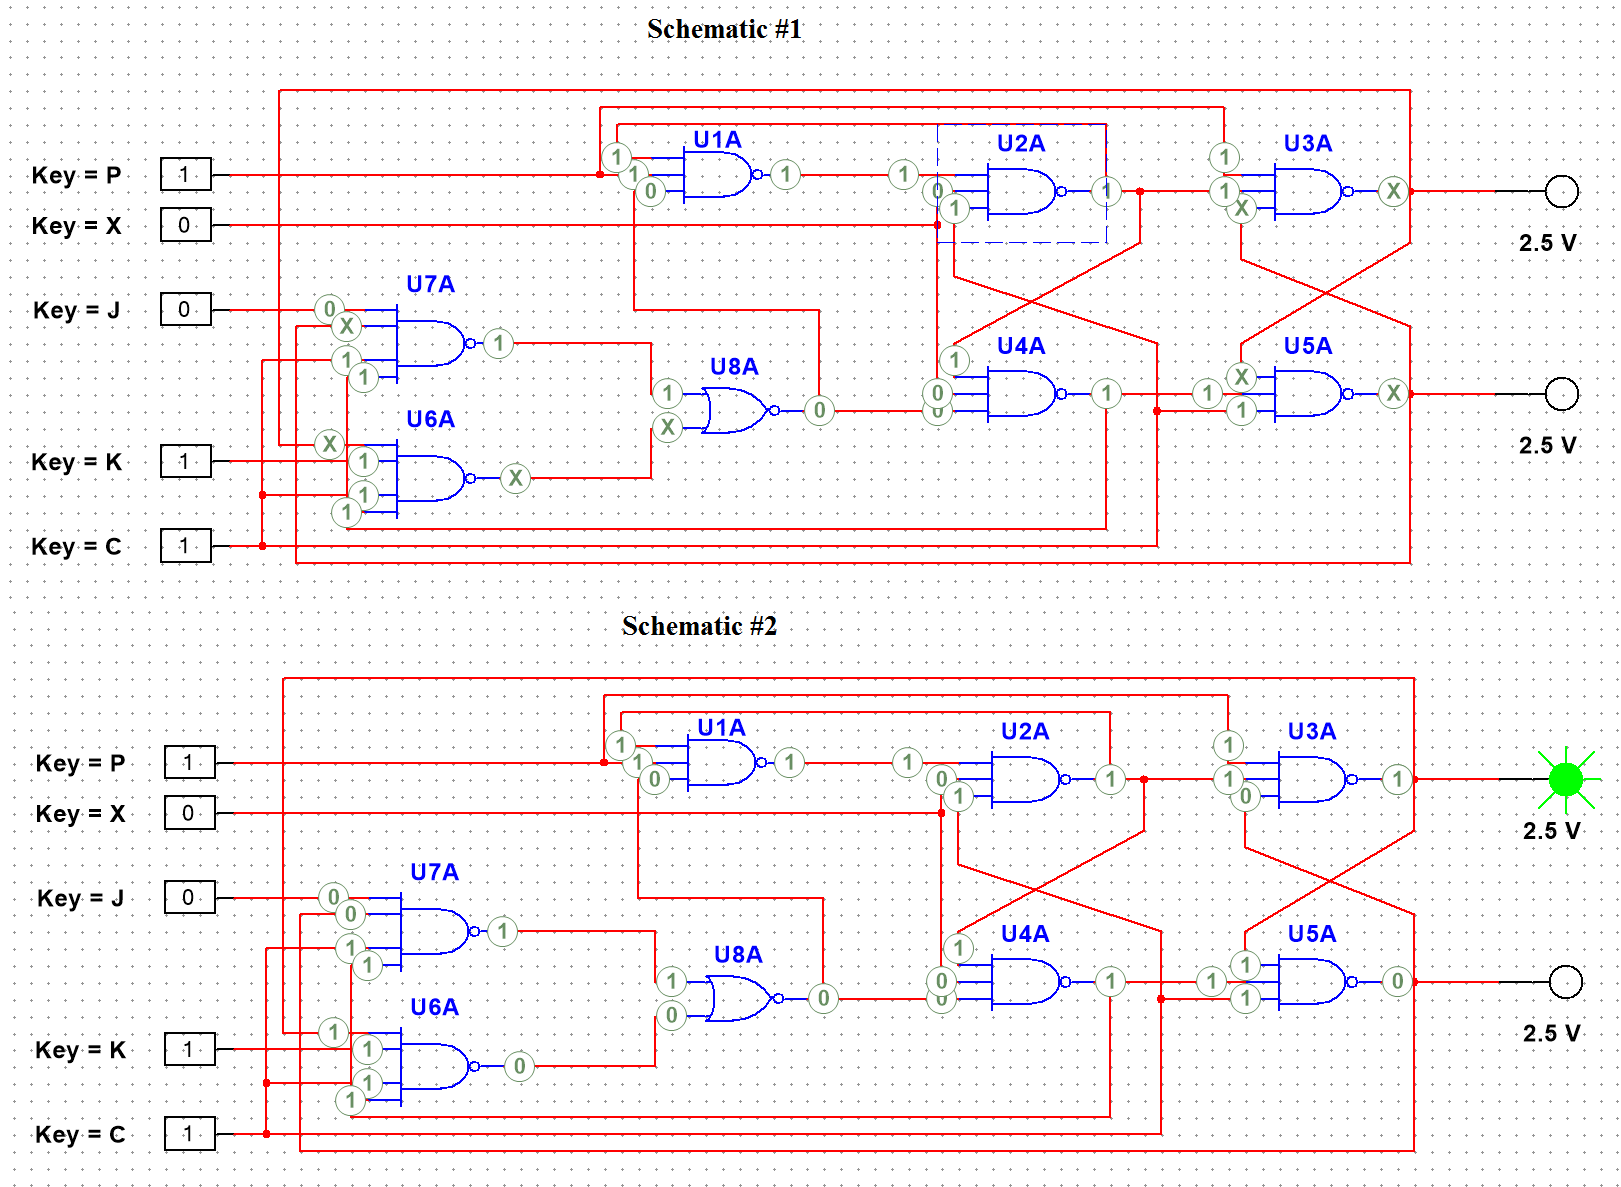 Schematic #1
U1A
U2A
U3A
Key = P 1 1 1 1 1 1
1 0 0 1 1 1 X X
Key = X 0
2.5 V
U7A
Key = J 0 0
X
1 1 1
U8A
U4A
U5A
1 X
1 0 0 0 1 1 1 X
X
U6A
2.5 V
X
Key = K 1 1
1 X
1
Key = C 1
Schematic #2
U1A
U2A
U3A
1 1
Key = P 1 1 1 1
0 0 1 1 1 0 1
Key = X 0
2.5 V
U7A
Key = J 0 0
0
1 1 1
U8A
U4A
U5A
1 1
1 0 0 0 1 1 1 0
0
U6A
2.5 V
1
Key = K 1 1
1 0
1
Key = C 1